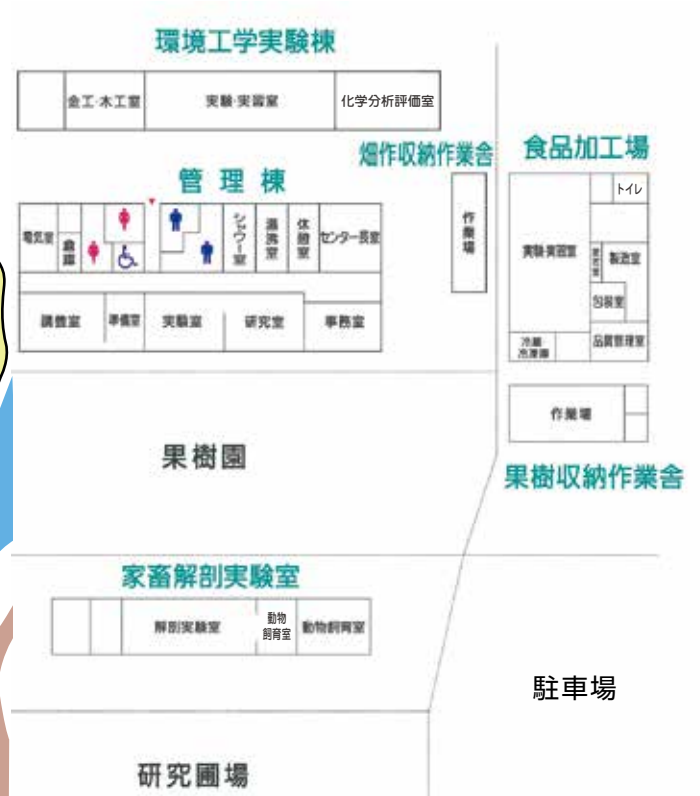 環境工学実験棟
金工・木工室
実験・実習室
化学分析評価室
畑作収納作業舎
食品加工場
管理棟
電気室
倉庫
シャワー室
湯沸室
休憩室
センター長室
作業場
トイレ
実験・実習室
製造室
包装室
冷蔵
冷凍庫
品質管理室
講義室
準備室
実験室
研究室
事務室
作業場
果樹園
果樹収納作業舎
家畜解剖実験室
解剖実験室
動物
飼育室
動物飼育室
駐車場
研究圃場